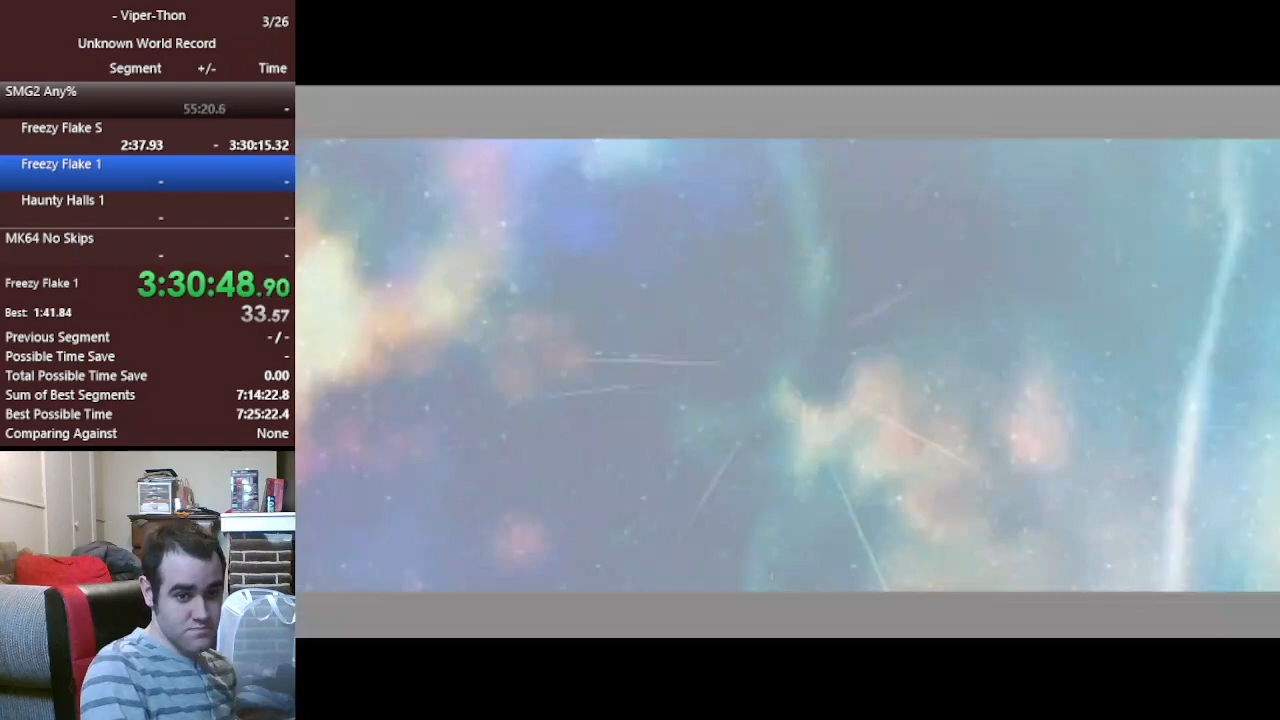 - Viper-Thon
3/26
Unknown World Record
Segment +/- Time
SMG2 Any%
55:20.6 -
Freezy Flake S
2:37.93 - 3:30:15.32
Freezy Flake 1
- -
Haunty Halls 1
- -
MK64 No Skips
- -
Freezy Flake 1 3:30:48.90
Best: 1:41.84 33.57
Previous Segment - / -
Possible Time Save -
Total Possible Time Save 0.00
Sum of Best Segments 7:14:22.8
Best Possible Time 7:25:22.4
Comparing Against None